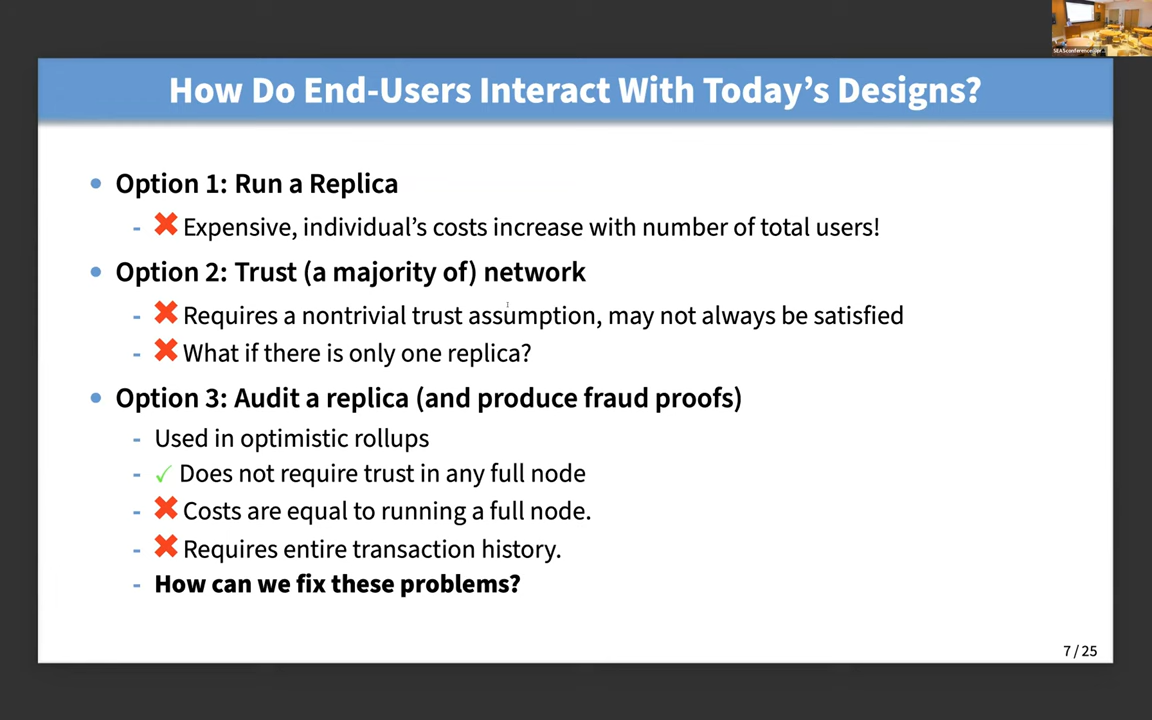 How Do End-Users Interact With Today's Designs?
• Option 1: Run a Replica
- ✖ Expensive, individual's costs increase with number of total users!
• Option 2: Trust (a majority of) network
- ✖ Requires a nontrivial trust assumption, may not always be satisfied
- ✖ What if there is only one replica?
• Option 3: Audit a replica (and produce fraud proofs)
- Used in optimistic rollups
- ✓ Does not require trust in any full node
- ✖ Costs are equal to running a full node.
- ✖ Requires entire transaction history.
- How can we fix these problems?
7 / 25